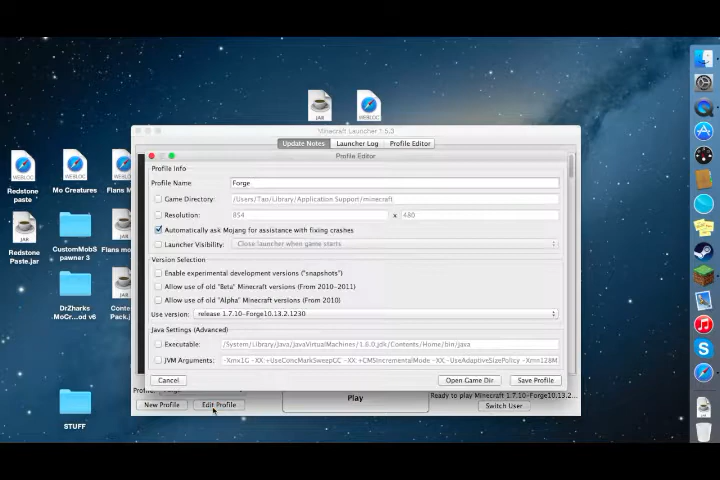 JAR
WEBLOC
Minecraft Launcher 1.5.3
Update Notes
Launcher Log
Profile Editor
Profile Editor
Profile Info
Profile Name:
Forge
Game Directory:
/Users/Tao/Library/Application Support/minecraft
Resolution:
854
x
480
Automatically ask Mojang for assistance with fixing crashes
Launcher Visibility:
Close launcher when game starts
Version Selection
Enable experimental development versions ("snapshots")
Allow use of old "Beta" Minecraft versions (From 2010-2011)
Allow use of old "Alpha" Minecraft versions (From 2010)
Use version:
release 1.7.10-Forge10.13.2.1230
Java Settings (Advanced)
Executable:
/System/Library/Java/JavaVirtualMachines/1.6.0.jdk/Contents/Home/bin/java
JVM Arguments:
-Xmx1G -XX:+UseConcMarkSweepGC -XX:+CMSIncrementalMode -XX:-UseAdaptiveSizePolicy -Xmn128M
Cancel
Open Game Dir
Save Profile
New Profile
Edit Profile
Play
Ready to play Minecraft 1.7.10-Forge10.13.2...
Switch User
WEBLOC
WEBLOC
Redstone
paste
Mo Creatures
Flans M
JAR
Redstone
Paste.jar
CustomMobS
pawner 3
Flans mo
DrZharks
MoCr
d v6
Conte
Pack.j
STUFF